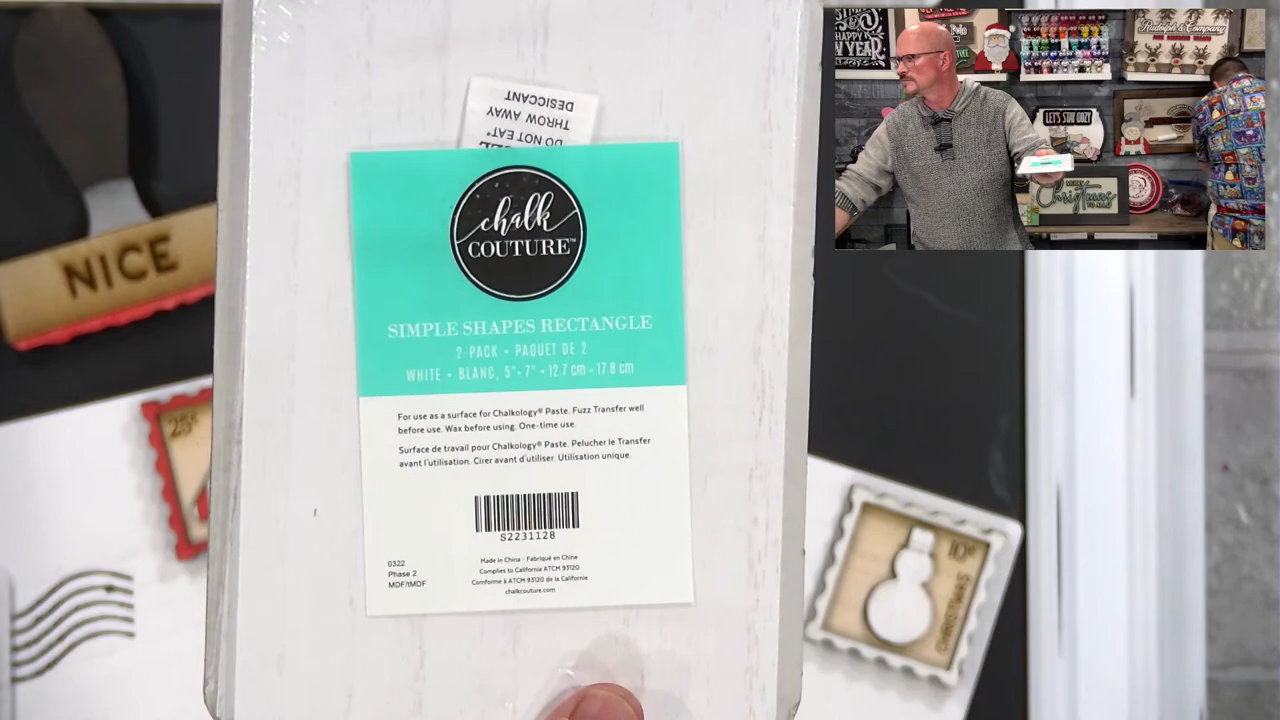 DESICCANT
THROW AWAY
DO NOT EAT"
chalk
COUTURE™
SIMPLE SHAPES RECTANGLE
2-PACK • PAQUET DE 2
WHITE • BLANC, 5"• 7" • 12.7 cm • 17.8 cm
For use as a surface for Chalkology® Paste. Fuzz Transfer well
before use. Wax before using. One-time use.
Surface de travail pour Chalkology® Paste. Pelucher le Transfer
avant l'utilisation. Cirer avant d'utiliser. Utilisation unique.
S2231128
0322
Phase 2
MDF/tMDF
Made in China - Fabriqué en Chine
Complies to California ATCM 93120
Comforme à ATCM 93120 de la Californie
chalkcouture.com
NICE
25¢
10¢
CHRISTMAS
HAPPY
YEAR
Rudolph & Company
LET'S STAY COZY
Christmas